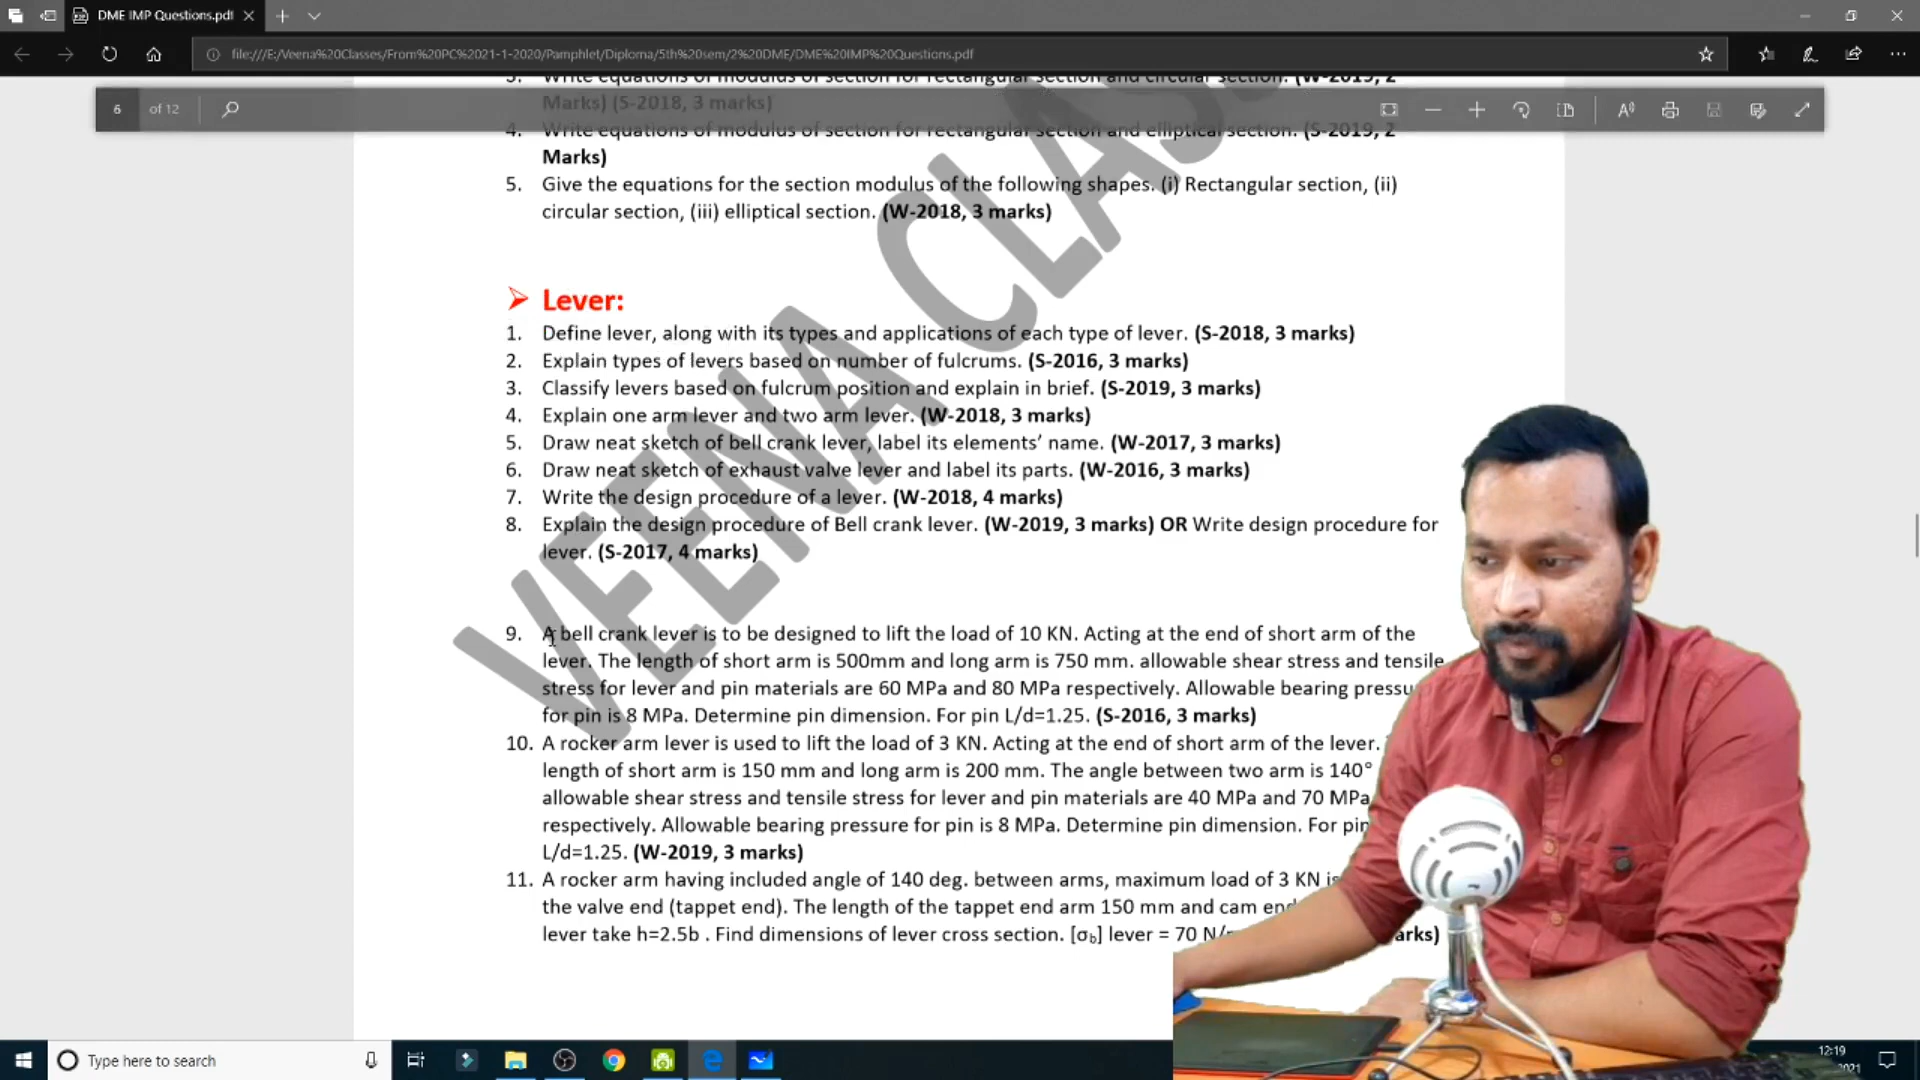 DME IMP Questions.pdf
file:///E:/Veena%20Classes/From%20PC%2021-1-2020/Pamphlet/Diploma/5th%20sem/2%20DME/DME%20IMP%20Questions.pdf
3. Write equations of modulus of section for rectangular section and circular section. (W-2019, 2
6 of 12
Marks) (S-2018, 3 marks)
4. Write equations of modulus of section for rectangular section and elliptical section. (S-2019, 2
Marks)
5. Give the equations for the section modulus of the following shapes. (i) Rectangular section, (ii)
circular section, (iii) elliptical section. (W-2018, 3 marks)
➢ Lever:
1. Define lever, along with its types and applications of each type of lever. (S-2018, 3 marks)
2. Explain types of levers based on number of fulcrums. (S-2016, 3 marks)
3. Classify levers based on fulcrum position and explain in brief. (S-2019, 3 marks)
4. Explain one arm lever and two arm lever. (W-2018, 3 marks)
5. Draw neat sketch of bell crank lever, label its elements’ name. (W-2017, 3 marks)
6. Draw neat sketch of exhaust valve lever and label its parts. (W-2016, 3 marks)
7. Write the design procedure of a lever. (W-2018, 4 marks)
8. Explain the design procedure of Bell crank lever. (W-2019, 3 marks) OR Write design procedure for
lever. (S-2017, 4 marks)
9. A bell crank lever is to be designed to lift the load of 10 KN. Acting at the end of short arm of the
lever. The length of short arm is 500mm and long arm is 750 mm. allowable shear stress and tensile
stress for lever and pin materials are 60 MPa and 80 MPa respectively. Allowable bearing pressu
for pin is 8 MPa. Determine pin dimension. For pin L/d=1.25. (S-2016, 3 marks)
10. A rocker arm lever is used to lift the load of 3 KN. Acting at the end of short arm of the lever.
length of short arm is 150 mm and long arm is 200 mm. The angle between two arm is 140°
allowable shear stress and tensile stress for lever and pin materials are 40 MPa and 70 MPa
respectively. Allowable bearing pressure for pin is 8 MPa. Determine pin dimension. For pin
L/d=1.25. (W-2019, 3 marks)
11. A rocker arm having included angle of 140 deg. between arms, maximum load of 3 KN is
the valve end (tappet end). The length of the tappet end arm 150 mm and cam end
lever take h=2.5b . Find dimensions of lever cross section. [σb] lever = 70 N/ arks)
VEENA CLAS
Type here to search
12:19
2021